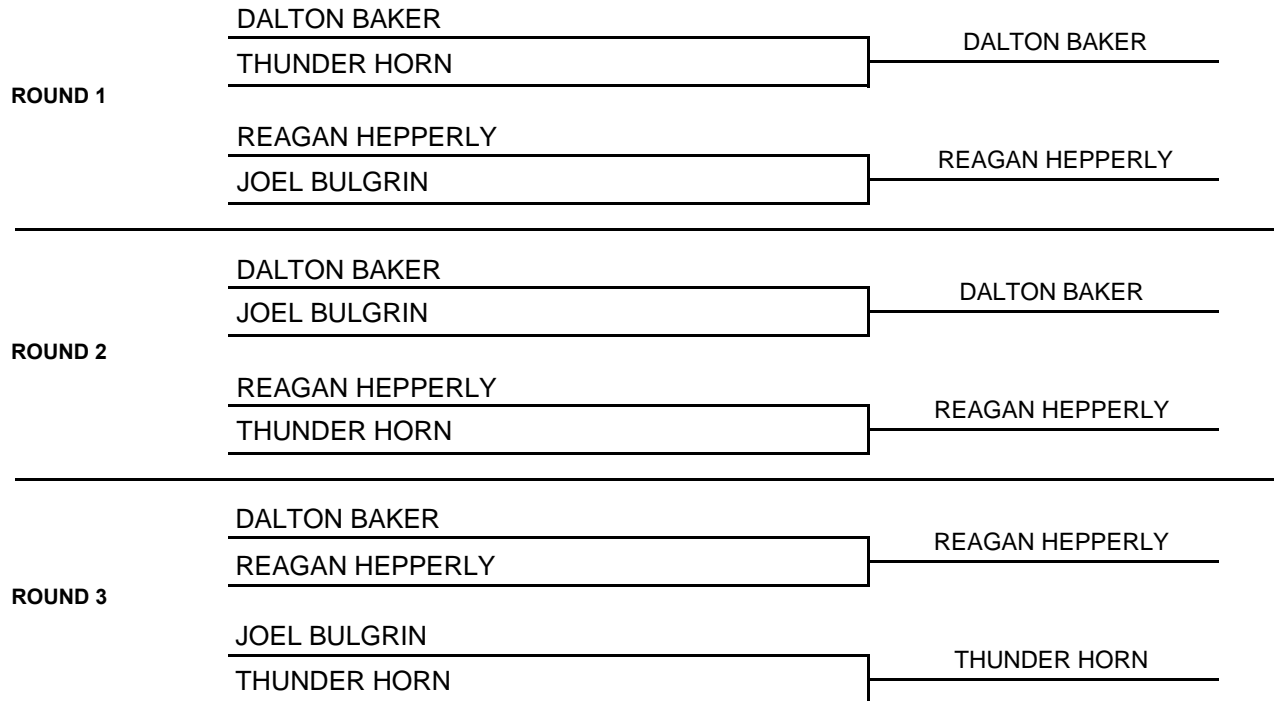 DALTON BAKER
DALTON BAKER
THUNDER HORN
ROUND 1
REAGAN HEPPERLY
REAGAN HEPPERLY
JOEL BULGRIN
DALTON BAKER
DALTON BAKER
JOEL BULGRIN
ROUND 2
REAGAN HEPPERLY
REAGAN HEPPERLY
THUNDER HORN
DALTON BAKER
REAGAN HEPPERLY
REAGAN HEPPERLY
ROUND 3
JOEL BULGRIN
THUNDER HORN
THUNDER HORN